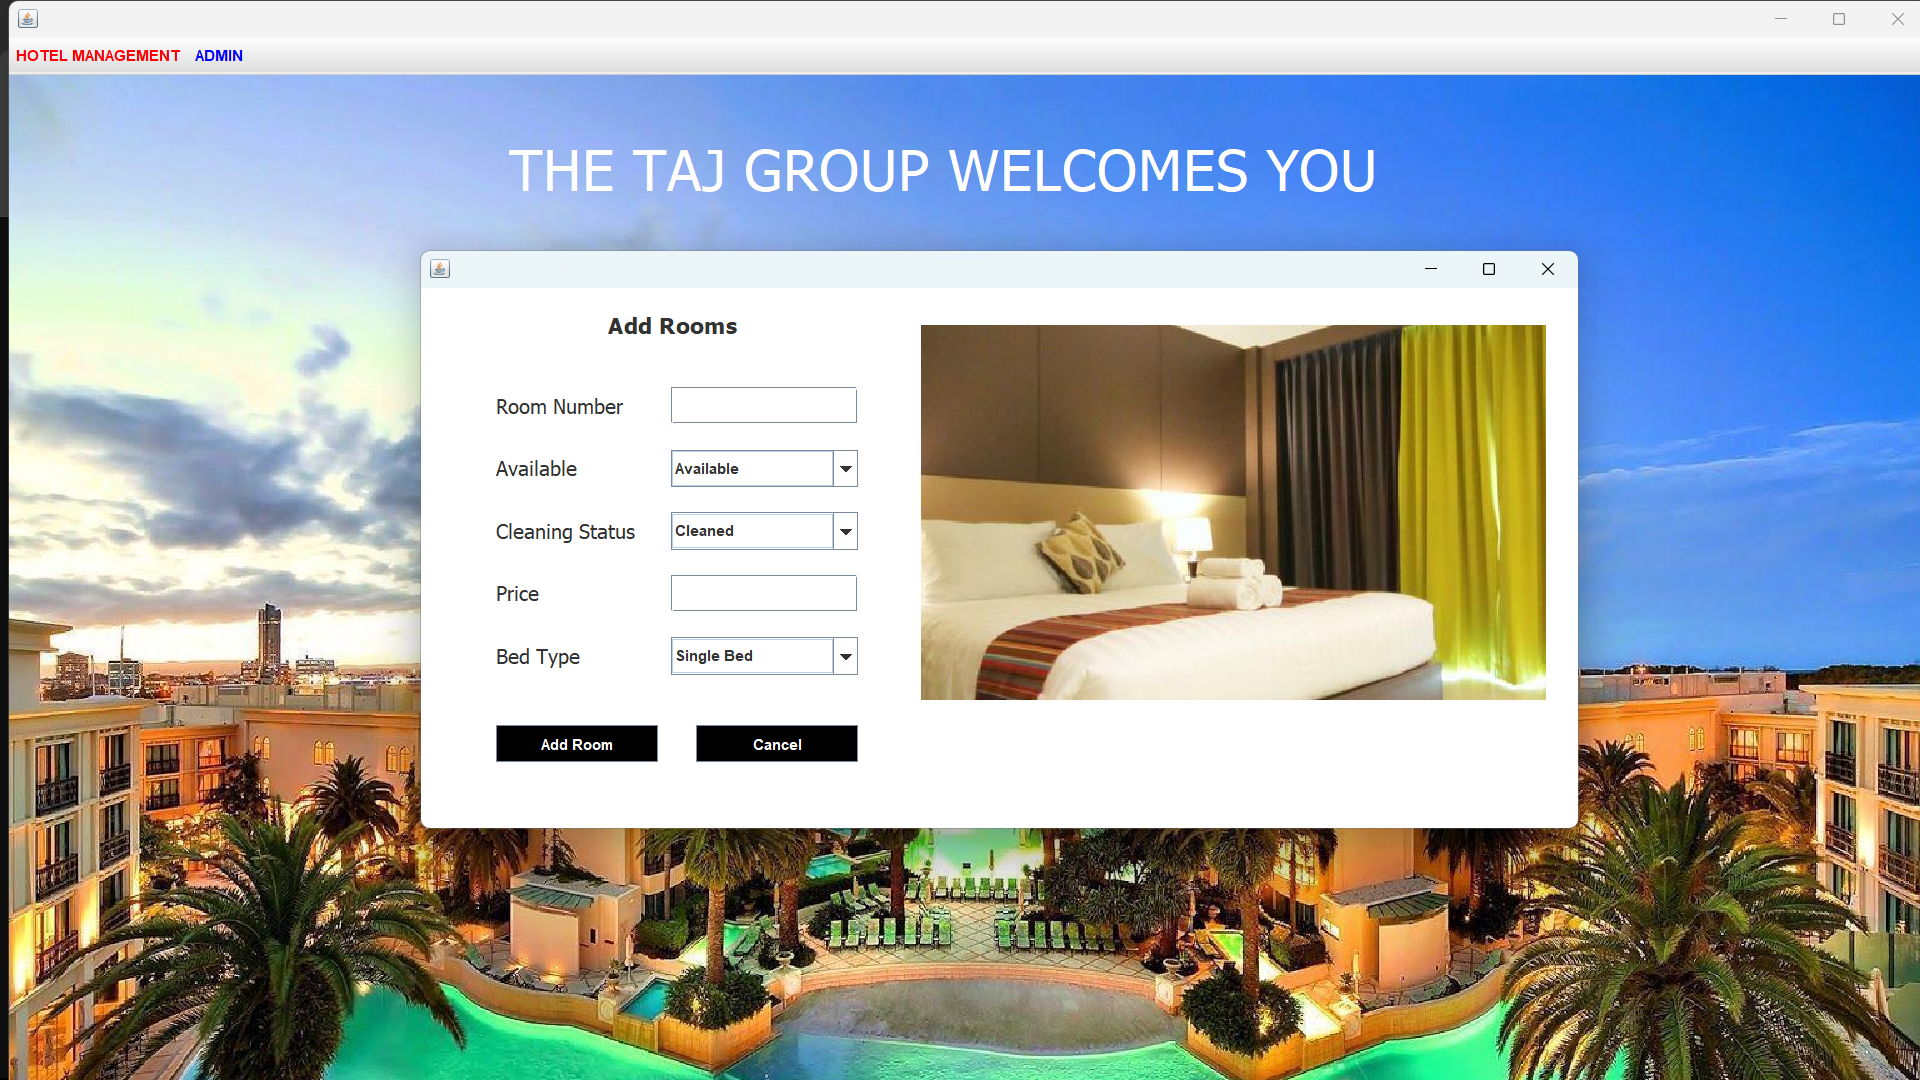 HOTEL MANAGEMENT ADMIN
THE TAJ GROUP WELCOMES YOU
Add Rooms
Room Number
Available Available
Cleaning Status Cleaned
Price
Bed Type Single Bed
Add Room Cancel